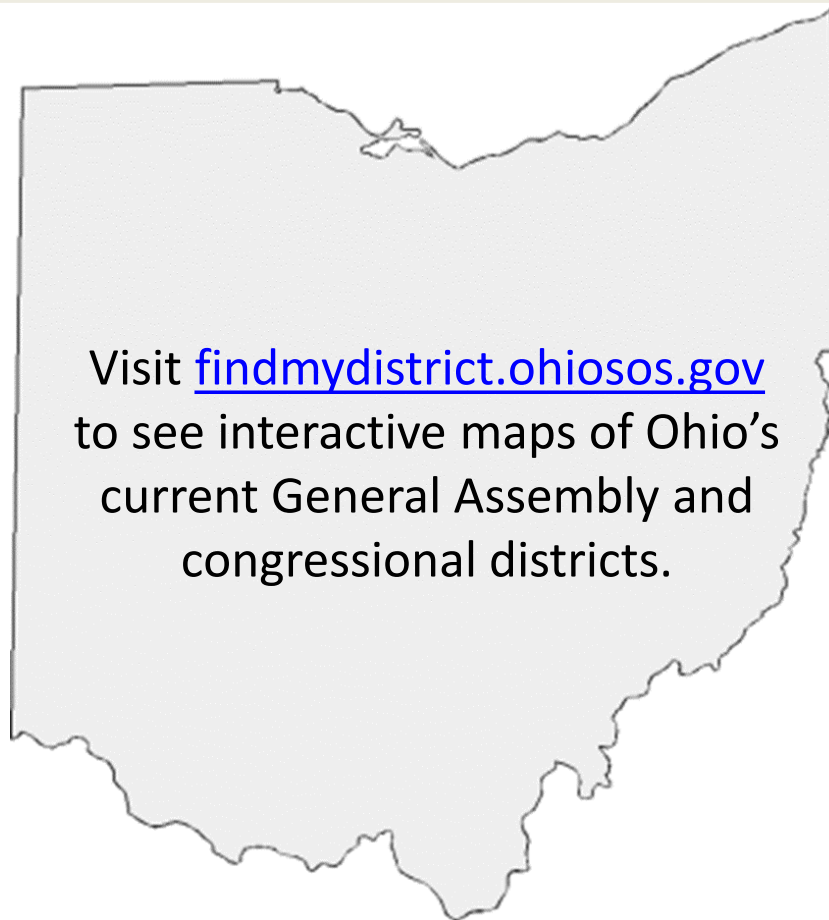 Visit findmydistrict.ohiosos.gov
to see interactive maps of Ohio’s
current General Assembly and
congressional districts.